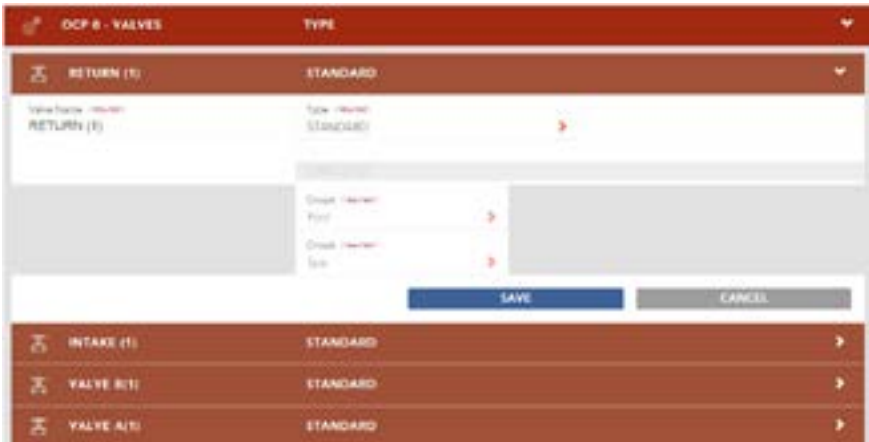 OCP 6 - VALVES TYPE
RETURN (1) STANDARD
Valve Name Type
RETURN (1) STANDARD
Circuit
Pool
Circuit
Spa
SAVE CANCEL
INTAKE (1) STANDARD
VALVE B(1) STANDARD
VALVE A(1) STANDARD